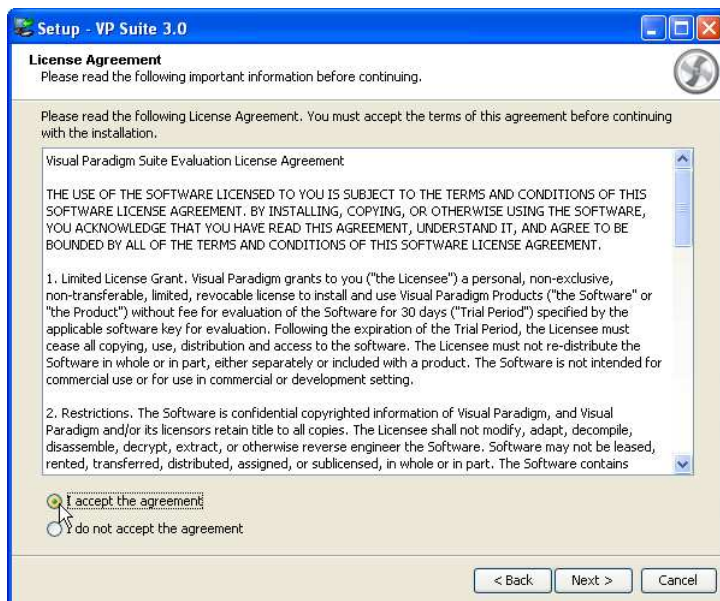 Setup - VP Suite 3.0
License Agreement
Please read the following important information before continuing.
Please read the following License Agreement. You must accept the terms of this agreement before continuing
with the installation.
Visual Paradigm Suite Evaluation License Agreement
THE USE OF THE SOFTWARE LICENSED TO YOU IS SUBJECT TO THE TERMS AND CONDITIONS OF THIS
SOFTWARE LICENSE AGREEMENT. BY INSTALLING, COPYING, OR OTHERWISE USING THE SOFTWARE,
YOU ACKNOWLEDGE THAT YOU HAVE READ THIS AGREEMENT, UNDERSTAND IT, AND AGREE TO BE
BOUNDED BY ALL OF THE TERMS AND CONDITIONS OF THIS SOFTWARE LICENSE AGREEMENT.
1. Limited License Grant. Visual Paradigm grants to you ("the Licensee") a personal, non-exclusive,
non-transferable, limited, revocable license to install and use Visual Paradigm Products ("the Software" or
"the Product") without fee for evaluation of the Software for 30 days ("Trial Period") specified by the
applicable software key for evaluation. Following the expiration of the Trial Period, the Licensee must
cease all copying, use, distribution and access to the software. The Licensee must not re-distribute the
Software in whole or in part, either separately or included with a product. The Software is not intended for
commercial use or for use in commercial or development setting.
2. Restrictions. The Software is confidential copyrighted information of Visual Paradigm, and Visual
Paradigm and/or its licensors retain title to all copies. The Licensee shall not modify, adapt, decompile,
disassemble, decrypt, extract, or otherwise reverse engineer the Software. Software may not be leased,
rented, transferred, distributed, assigned, or sublicensed, in whole or in part. The Software contains
I accept the agreement
I do not accept the agreement
< Back
Next >
Cancel